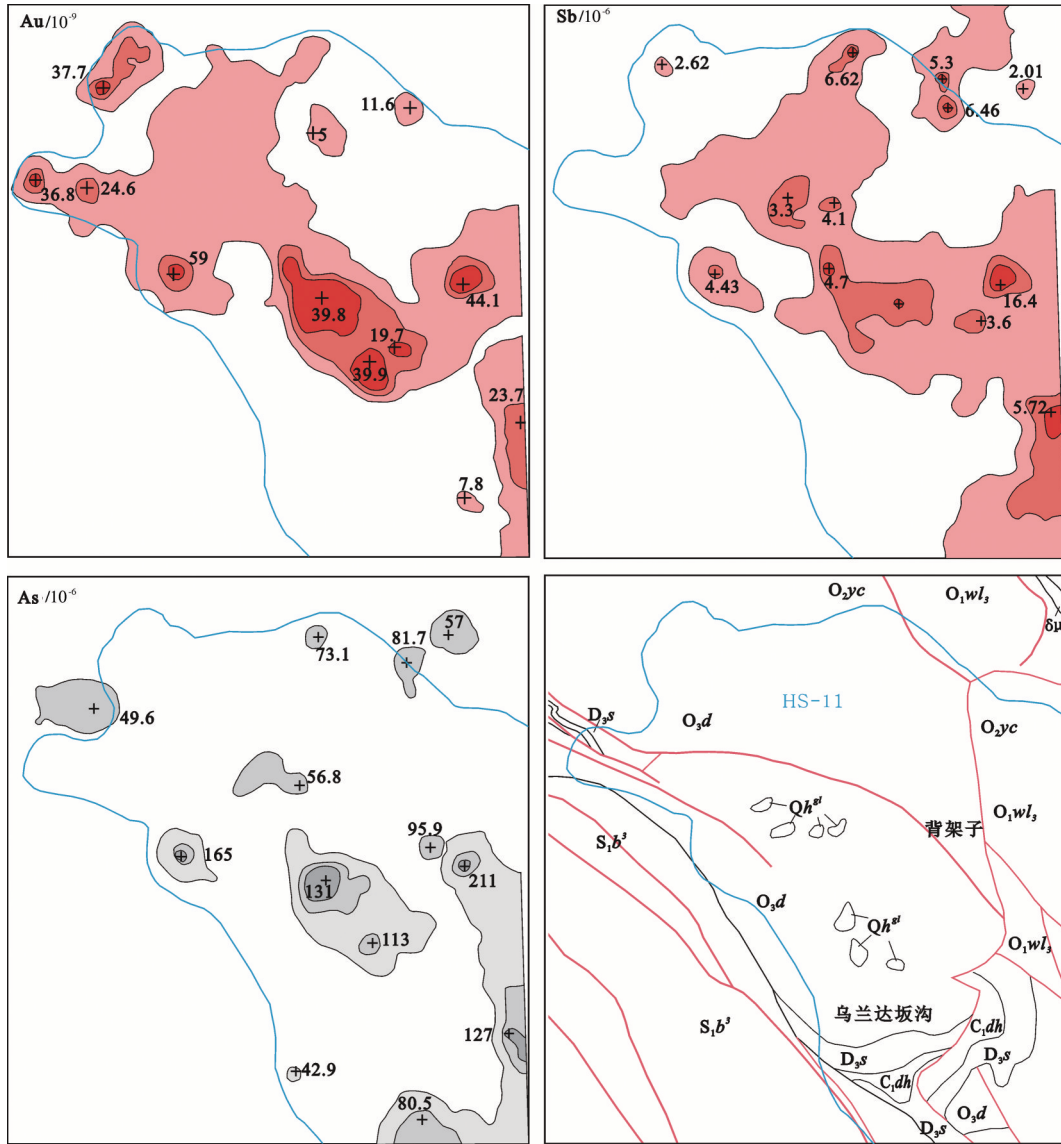 Au/10⁻⁹
37.7
11.6
5
36.8
24.6
59
44.1
39.8
19.7
39.9
23.7
7.8
Sb/10⁻⁶
2.62
6.62
5.3
2.01
6.46
3.3
4.1
4.43
4.7
16.4
3.6
5.72
As/10⁻⁶
57
73.1
81.7
49.6
56.8
95.9
165
211
131
113
127
42.9
80.5
O₂yc
O₁wl₃
δμ
HS-11
D₃s
O₃d
O₂yc
Qhᵍˡ
背架子
O₁wl₃
S₁b³
O₃d
Qhᵍˡ
O₁wl₃
乌兰达坂沟
S₁b³
C₁dh
D₃s
D₃s
C₁dh
O₃d
D₃s